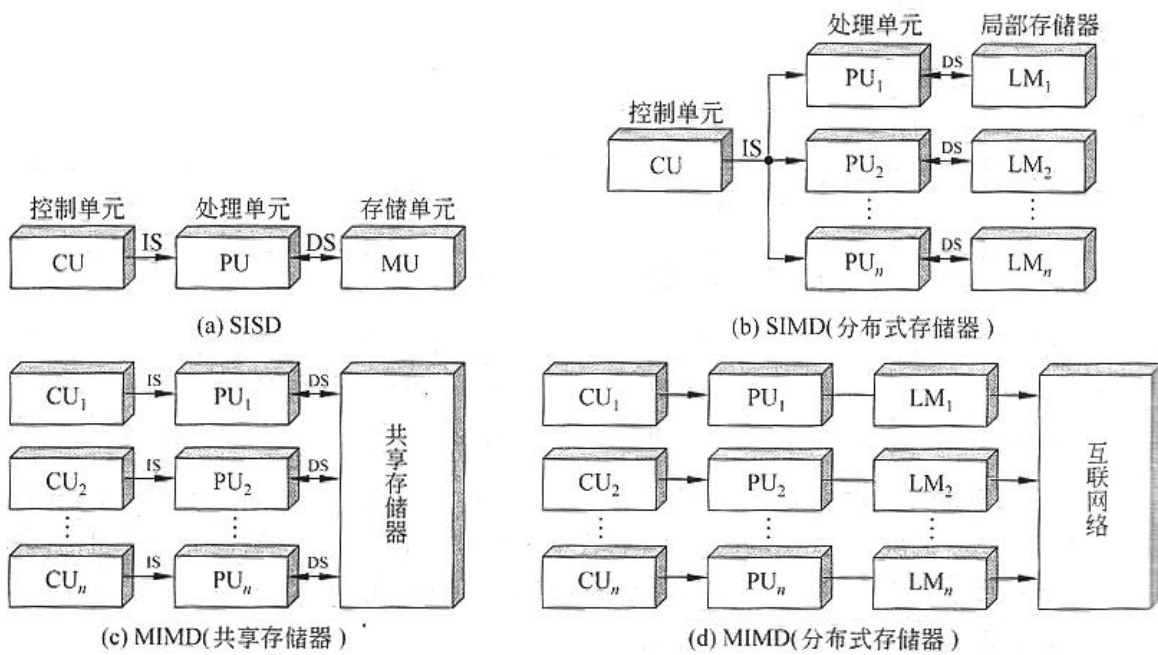 控制单元 处理单元 存储单元
CU IS PU DS MU
(a) SISD
处理单元 局部存储器
PU₁ DS LM₁
控制单元
CU IS PU₂ DS LM₂
⋮ ⋮
PUₙ DS LMₙ
(b) SIMD(分布式存储器)
CU₁ IS PU₁ DS
CU₂ IS PU₂ DS
⋮ ⋮
CUₙ IS PUₙ DS
共享存储器
(c) MIMD(共享存储器)
CU₁ PU₁ LM₁
CU₂ PU₂ LM₂
⋮ ⋮ ⋮
CUₙ PUₙ LMₙ
互联网络
(d) MIMD(分布式存储器)